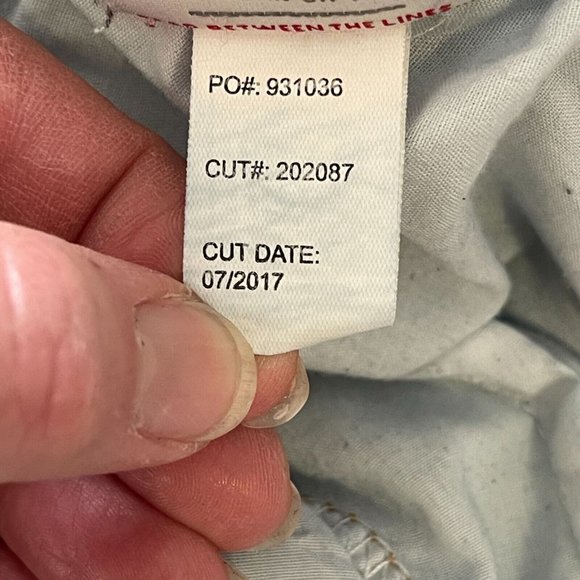 BETWEEN THE LINES
PO#: 931036
CUT#: 202087
CUT DATE:
07/2017